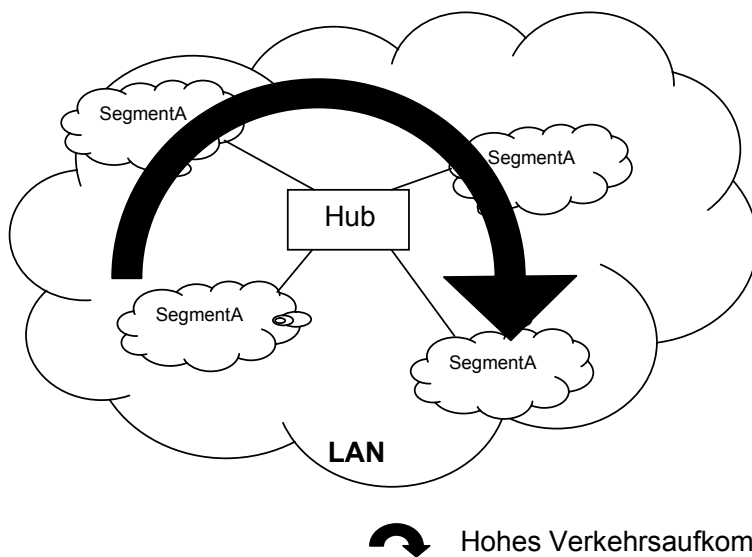 SegmentA
SegmentA
Hub
SegmentA
SegmentA
LAN
Hohes Verkehrsaufkom